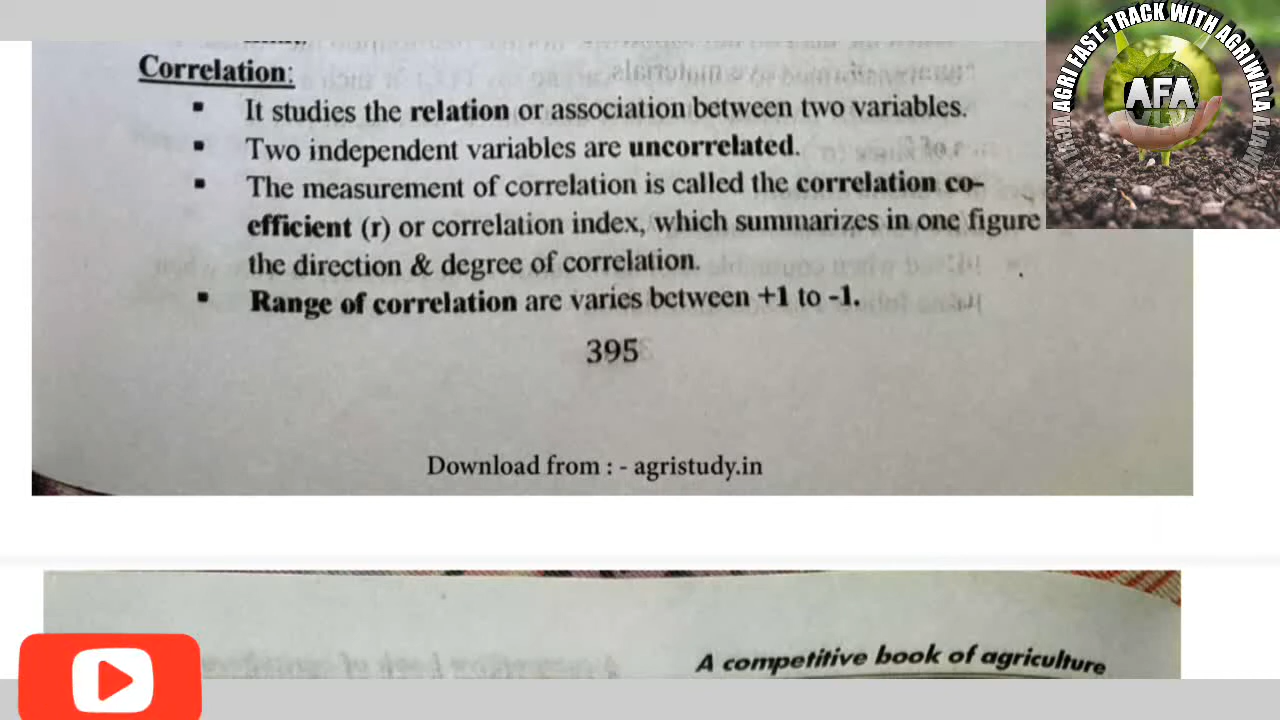 Correlation:
▪ It studies the relation or association between two variables.
▪ Two independent variables are uncorrelated.
▪ The measurement of correlation is called the correlation co-
efficient (r) or correlation index, which summarizes in one figure
the direction & degree of correlation.
▪ Range of correlation are varies between +1 to -1.
395
Download from : - agristudy.in
A competitive book of agriculture
AGRI FAST-TRACK WITH AGRIWALA
AFA